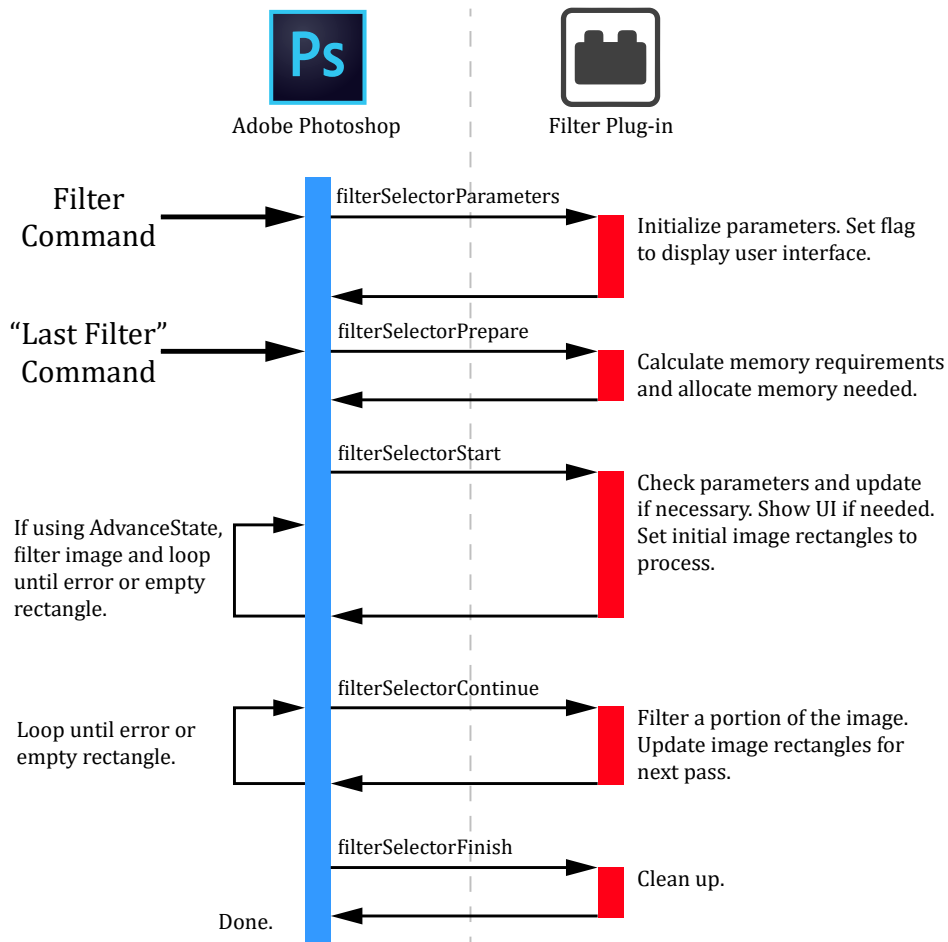 Ps
Adobe Photoshop
Filter Plug-in
Filter
Command
filterSelectorParameters
Initialize parameters. Set flag
to display user interface.
“Last Filter”
Command
filterSelectorPrepare
Calculate memory requirements
and allocate memory needed.
filterSelectorStart
Check parameters and update
if necessary. Show UI if needed.
Set initial image rectangles to
process.
If using AdvanceState,
filter image and loop
until error or empty
rectangle.
filterSelectorContinue
Filter a portion of the image.
Update image rectangles for
next pass.
Loop until error or
empty rectangle.
filterSelectorFinish
Clean up.
Done.